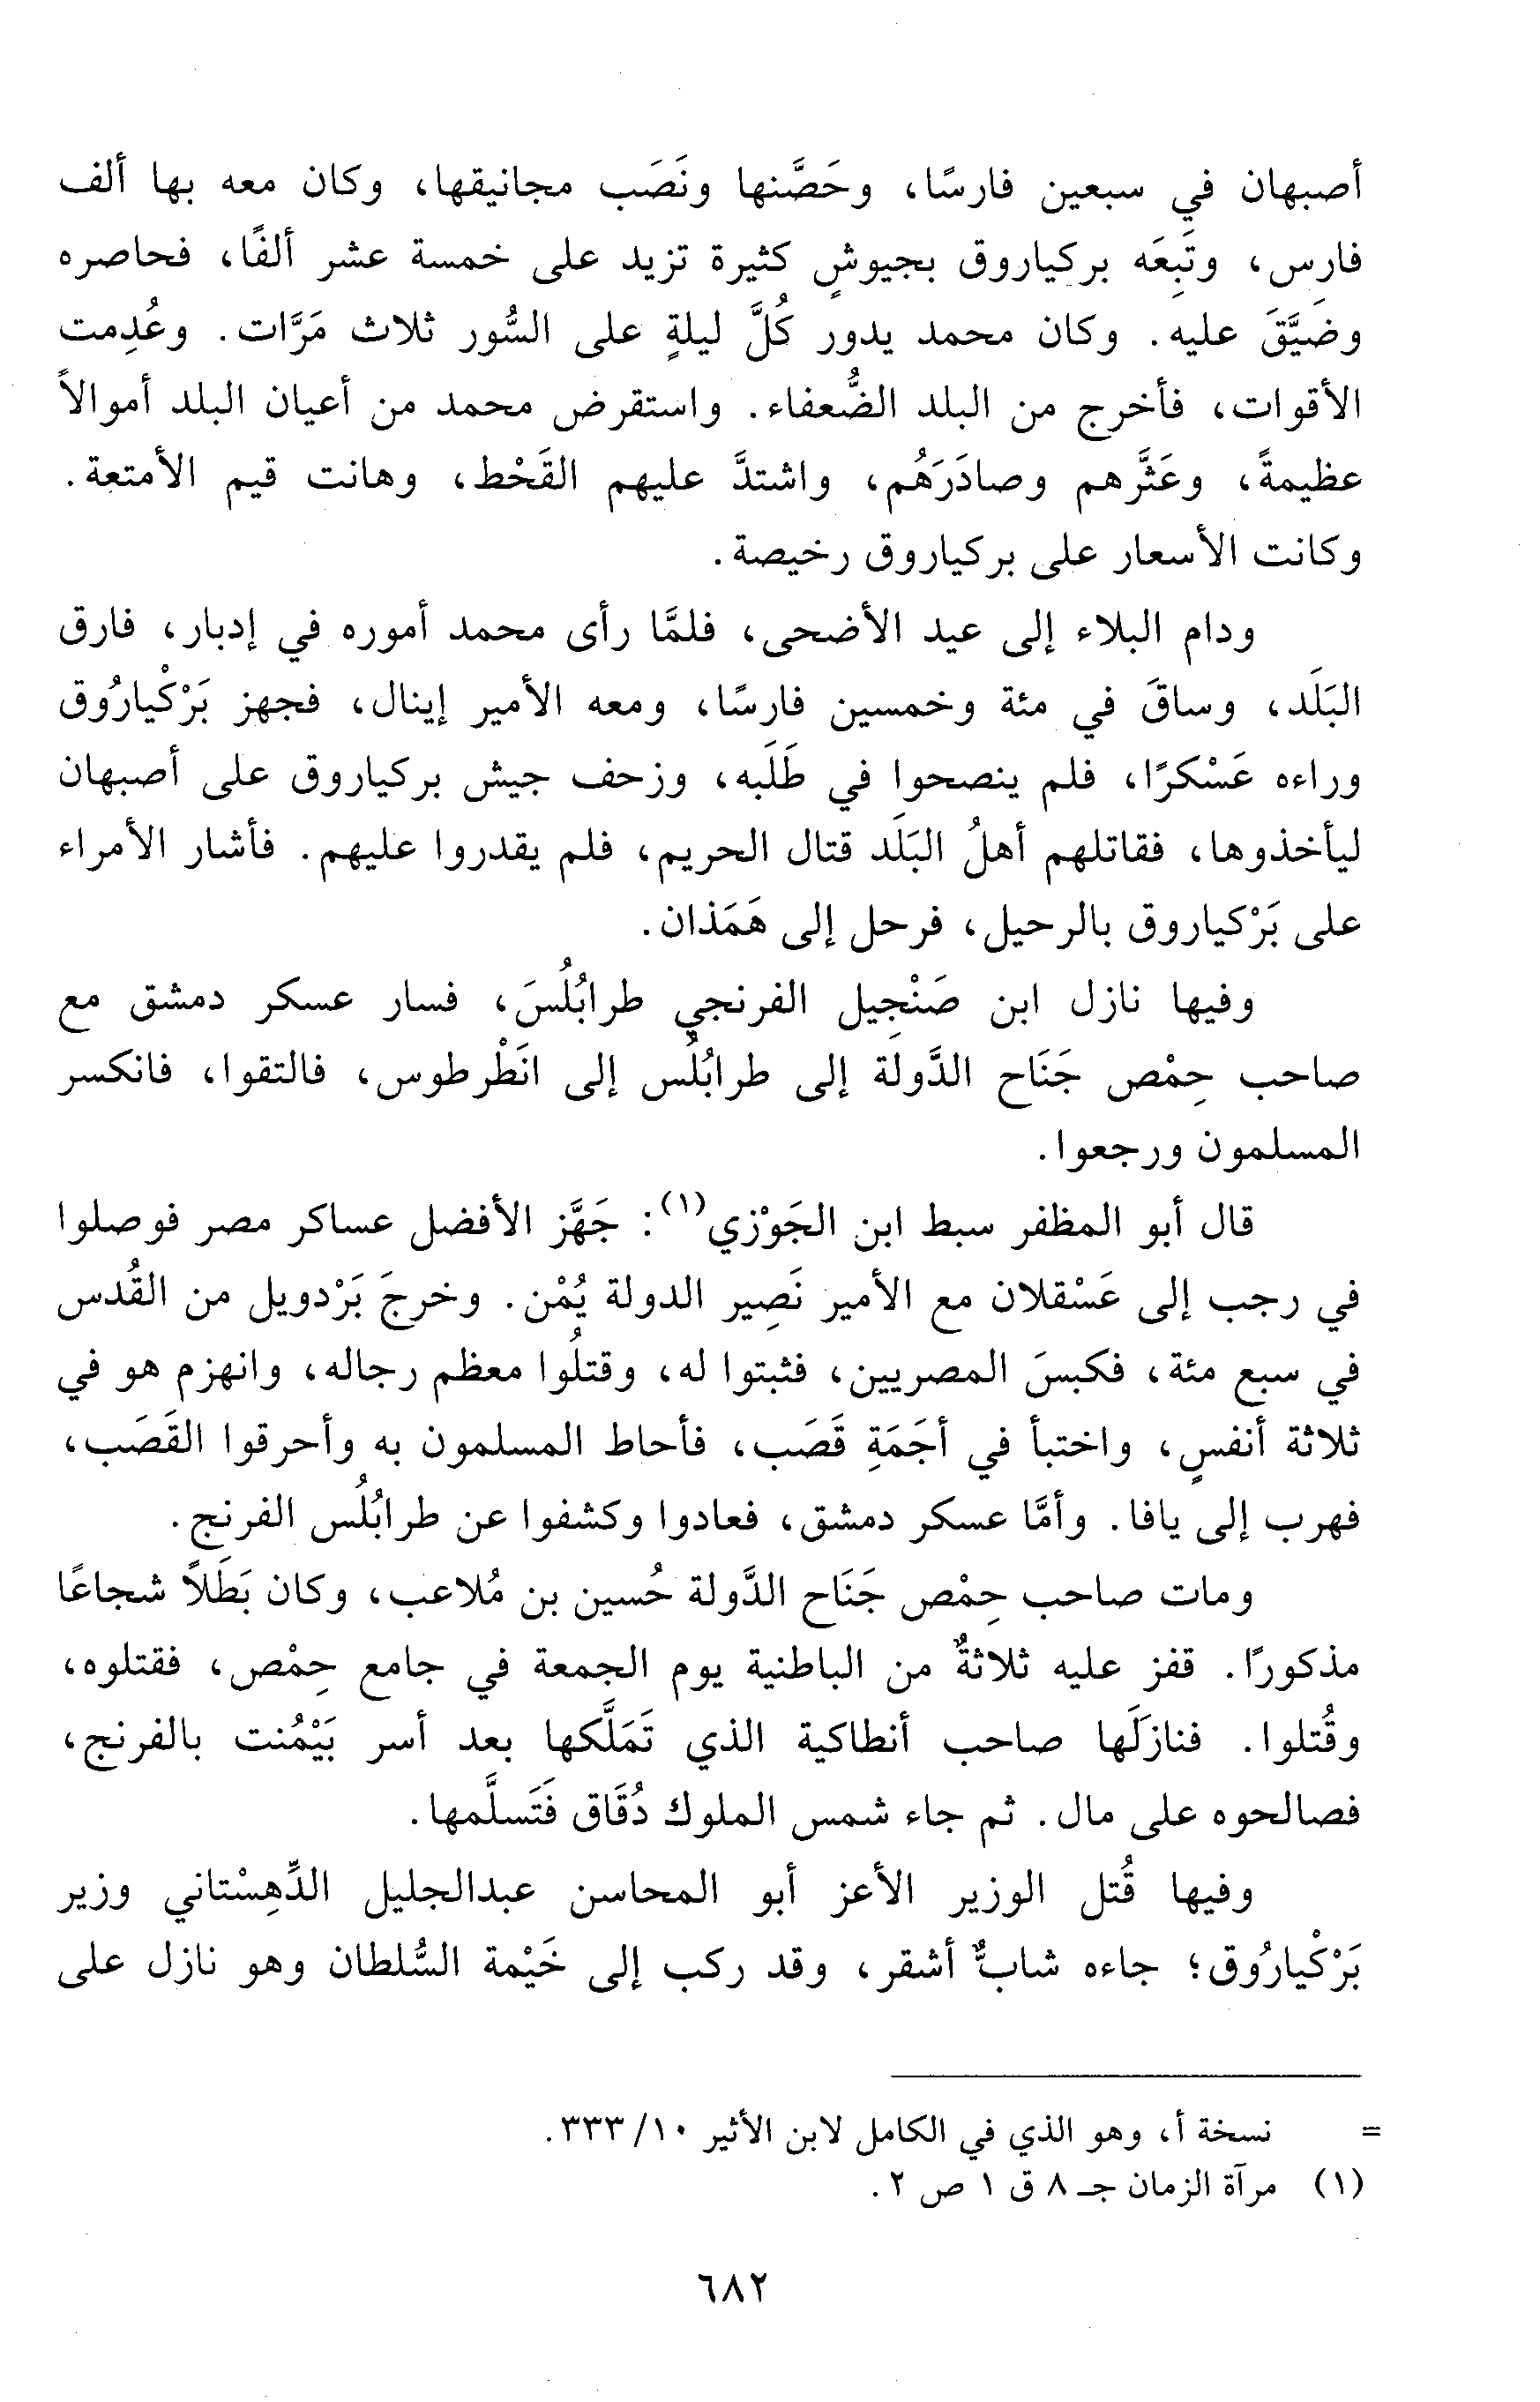 أصبهان في سبعين فارسًا، وحَصَّنها ونَصَب مجانيقها، وكان معه بها ألف
فارس، وتَبِعَه بركياروق بجيوشٍ كثيرة تزيد على خمسة عشر ألفًا، فحاصره
وضَيَّقَ عليه. وكان محمد يدور كُلَّ ليلةٍ على السُّور ثلاث مَرَّات. وعُدِمت
الأقوات، فأخرج من البلد الضُّعفاء. واستقرض محمد من أعيان البلد أموالاً
عظيمةً، وعَثَّرهم وصادَرَهُم، واشتدَّ عليهم القَحْط، وهانت قيم الأمتعة.
وكانت الأسعار على بركياروق رخيصة.
ودام البلاء إلى عيد الأضحى، فلمَّا رأى محمد أموره في إدبار، فارق
البَلَد، وساقَ في مئة وخمسين فارسًا، ومعه الأمير إينال، فجهز بَرْكْيارُوق
وراءه عَسْكرًا، فلم ينصحوا في طَلَبه، وزحف جيش بركياروق على أصبهان
ليأخذوها، فقاتلهم أهلُ البَلَد قتال الحريم، فلم يقدروا عليهم. فأشار الأمراء
على بَرْكياروق بالرحيل، فرحل إلى هَمَذان.
وفيها نازل ابن صَنْجِيل الفرنجي طرابُلُسَ، فسار عسكر دمشق مع
صاحب حِمْص جَنَاح الدَّولة إلى طرابُلُس إلى انَطْرطوس، فالتقوا، فانكسر
المسلمون ورجعوا.
قال أبو المظفر سبط ابن الجَوْزي(١): جَهَّز الأفضل عساكر مصر فوصلوا
في رجب إلى عَسْقلان مع الأمير نَصِير الدولة يُمْن. وخرجَ بَرْدويل من القُدس
في سبع مئة، فكبسَ المصريين، فثبتوا له، وقتلُوا معظم رجاله، وانهزم هو في
ثلاثة أنفسٍ، واختبأ في أجَمَةِ قَصَب، فأحاط المسلمون به وأحرقوا القَصَب،
فهرب إلى يافا. وأمَّا عسكر دمشق، فعادوا وكشفوا عن طرابُلُس الفرنج.
ومات صاحب حِمْص جَنَاح الدَّولة حُسين بن مُلاعب، وكان بَطَلاً شجاعًا
مذكورًا. قفز عليه ثلاثةٌ من الباطنية يوم الجمعة في جامع حِمْص، فقتلوه،
وقُتلوا. فنازَلَها صاحب أنطاكية الذي تَمَلَّكها بعد أسر بَيْمُنت بالفرنج،
فصالحوه على مال. ثم جاء شمس الملوك دُقَاق فَتَسلَّمها.
وفيها قُتل الوزير الأعز أبو المحاسن عبدالجليل الدِّهِسْتاني وزير
بَرْكْيارُوق؛ جاءه شابٌّ أشقر، وقد ركب إلى خَيْمة السُّلطان وهو نازل على
= نسخة أ، وهو الذي في الكامل لابن الأثير ١٠/ ٣٣٣.
(١) مرآة الزمان جـ ٨ ق ١ ص ٢.
٦٨٢